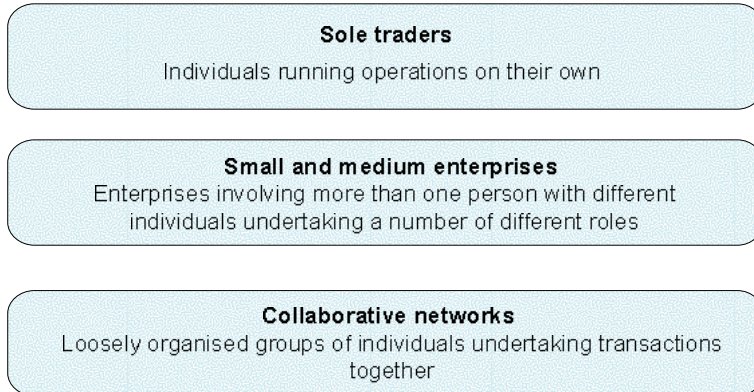 Sole traders
Individuals running operations on their own
Small and medium enterprises
Enterprises involving more than one person with different
individuals undertaking a number of different roles
Collaborative networks
Loosely organised groups of individuals undertaking transactions
together